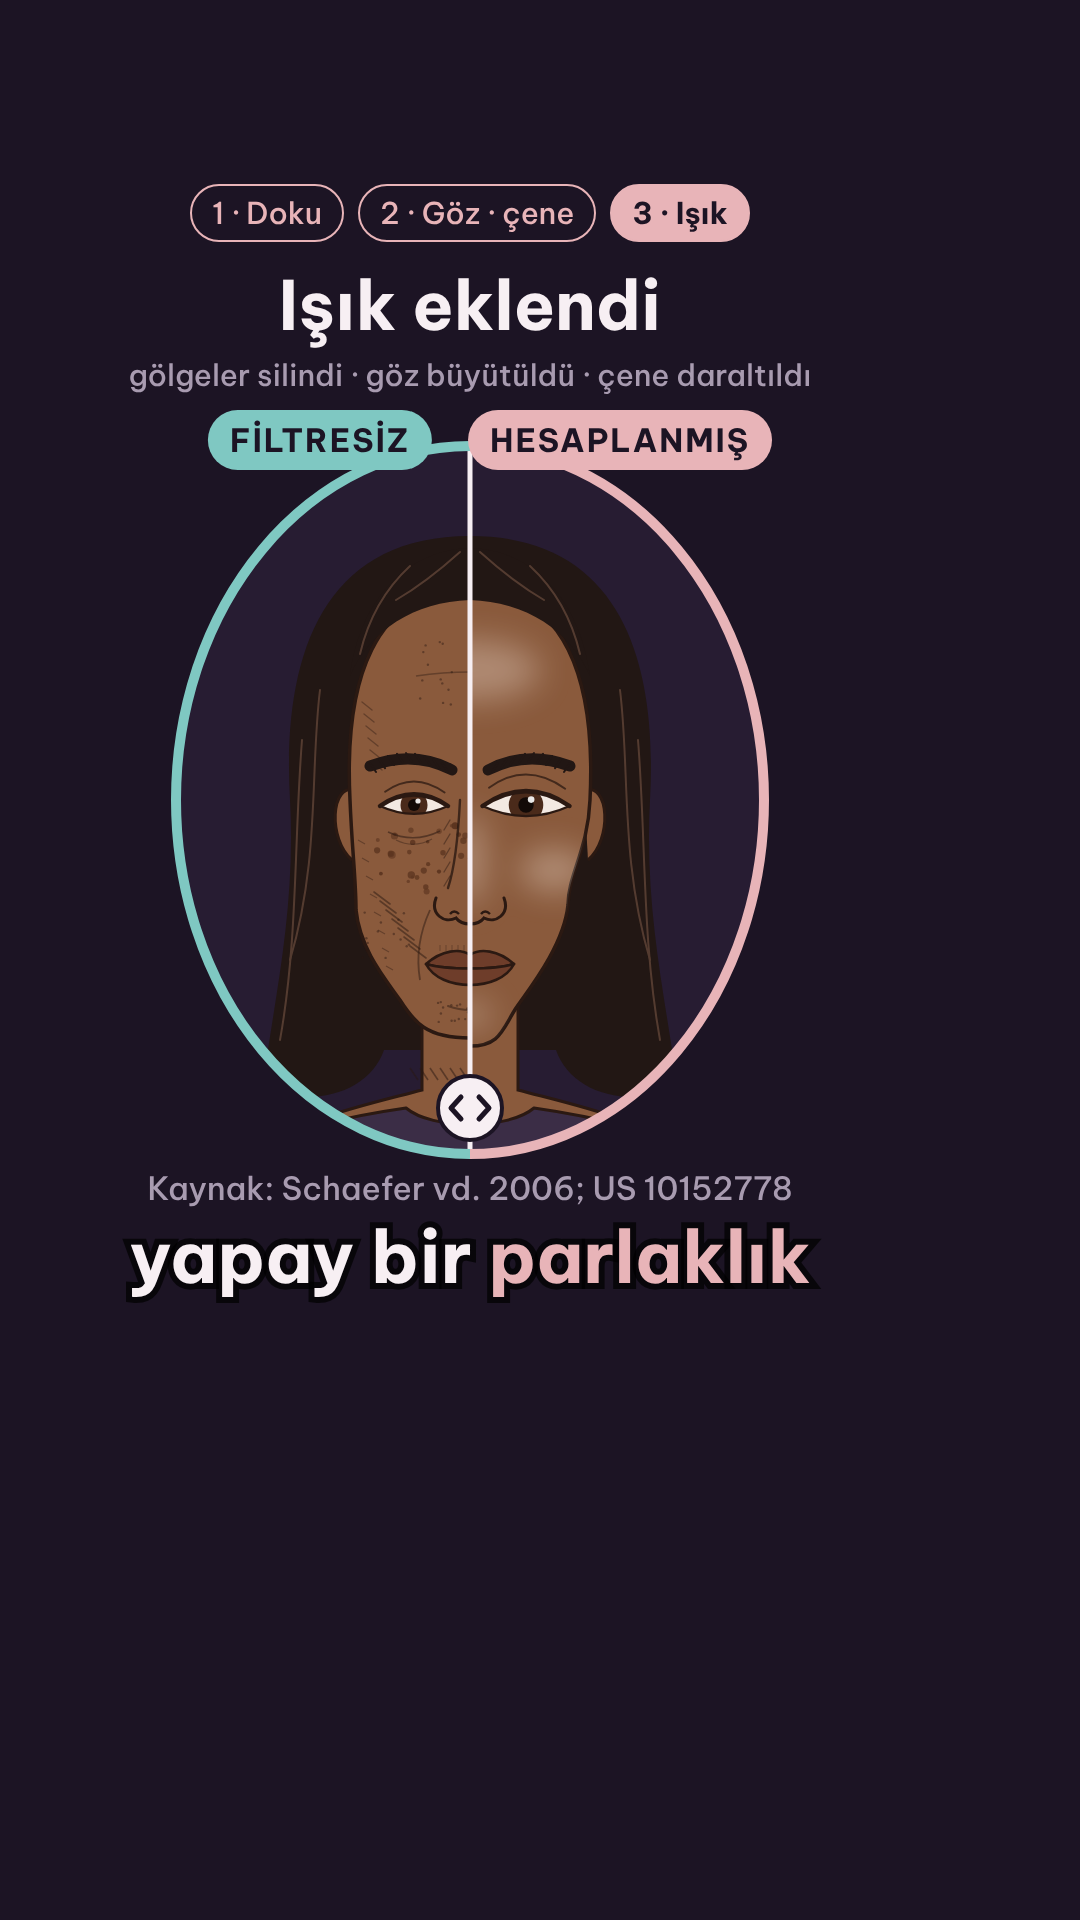 1 · Doku 2 · Göz · çene 3 · Işık
Işık eklendi
gölgeler silindi · göz büyütüldü · çene daraltıldı
FİLTRESİZ HESAPLANMIŞ
Kaynak: Schaefer vd. 2006; US 10152778
yapay bir parlaklık